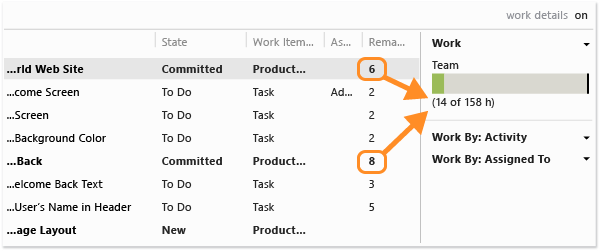 work details on
State Work Item... As... Rema...
...rld Web Site Committed Product... 6
...come Screen To Do Task Ad... 2
...Screen To Do Task 2
...Background Color To Do Task 2
...Back Committed Product... 8
...elcome Back Text To Do Task 3
...User's Name in Header To Do Task 5
...age Layout New Product...
Work
Team
(14 of 158 h)
Work By: Activity
Work By: Assigned To